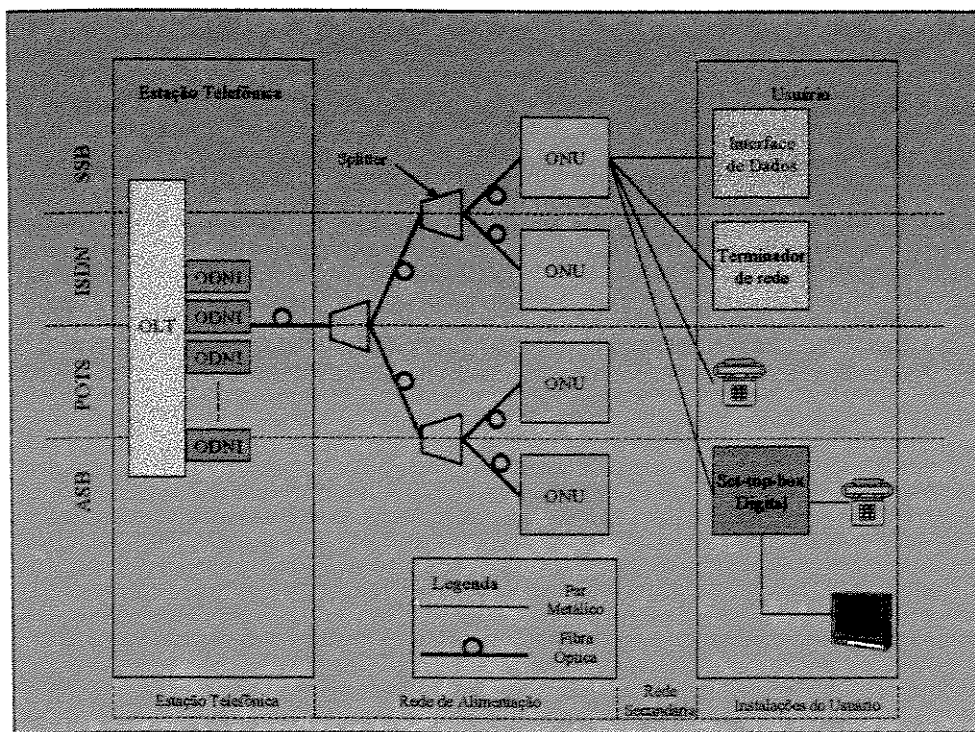 Estação Telefônica
Usuário
SSB
Splitter
ONU
Interface
de Dados
ISDN
ONU
Terminador
de rede
ODNI
OLT
ODNI
ODNI
POTS
ONU
ODNI
ASB
ONU
Set-top-box
Digital
Legenda
Par
Metálico
Fibra
Optica
Estação Telefônica
Rede de Alimentação
Rede
Secundária
Instalações do Usuário